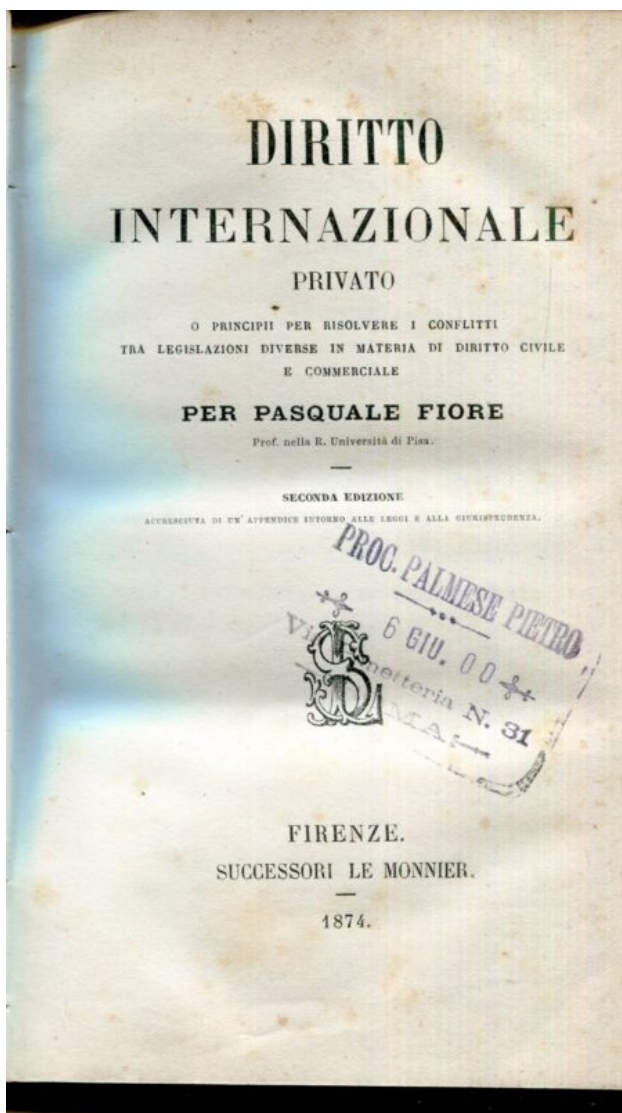 DIRITTO
INTERNAZIONALE
PRIVATO
O PRINCIPII PER RISOLVERE I CONFLITTI
TRA LEGISLAZIONI DIVERSE IN MATERIA DI DIRITTO CIVILE
E COMMERCIALE
PER PASQUALE FIORE
Prof. nella R. Università di Pisa.
SECONDA EDIZIONE
ACCRESCIUTA DI UN' APPENDICE INTORNO ALLE LEGGI E ALLA GIURISPRUDENZA.
PROC. PALMESE PIETRO
6 GIU. 00
N. 31
FIRENZE.
SUCCESSORI LE MONNIER.
1874.